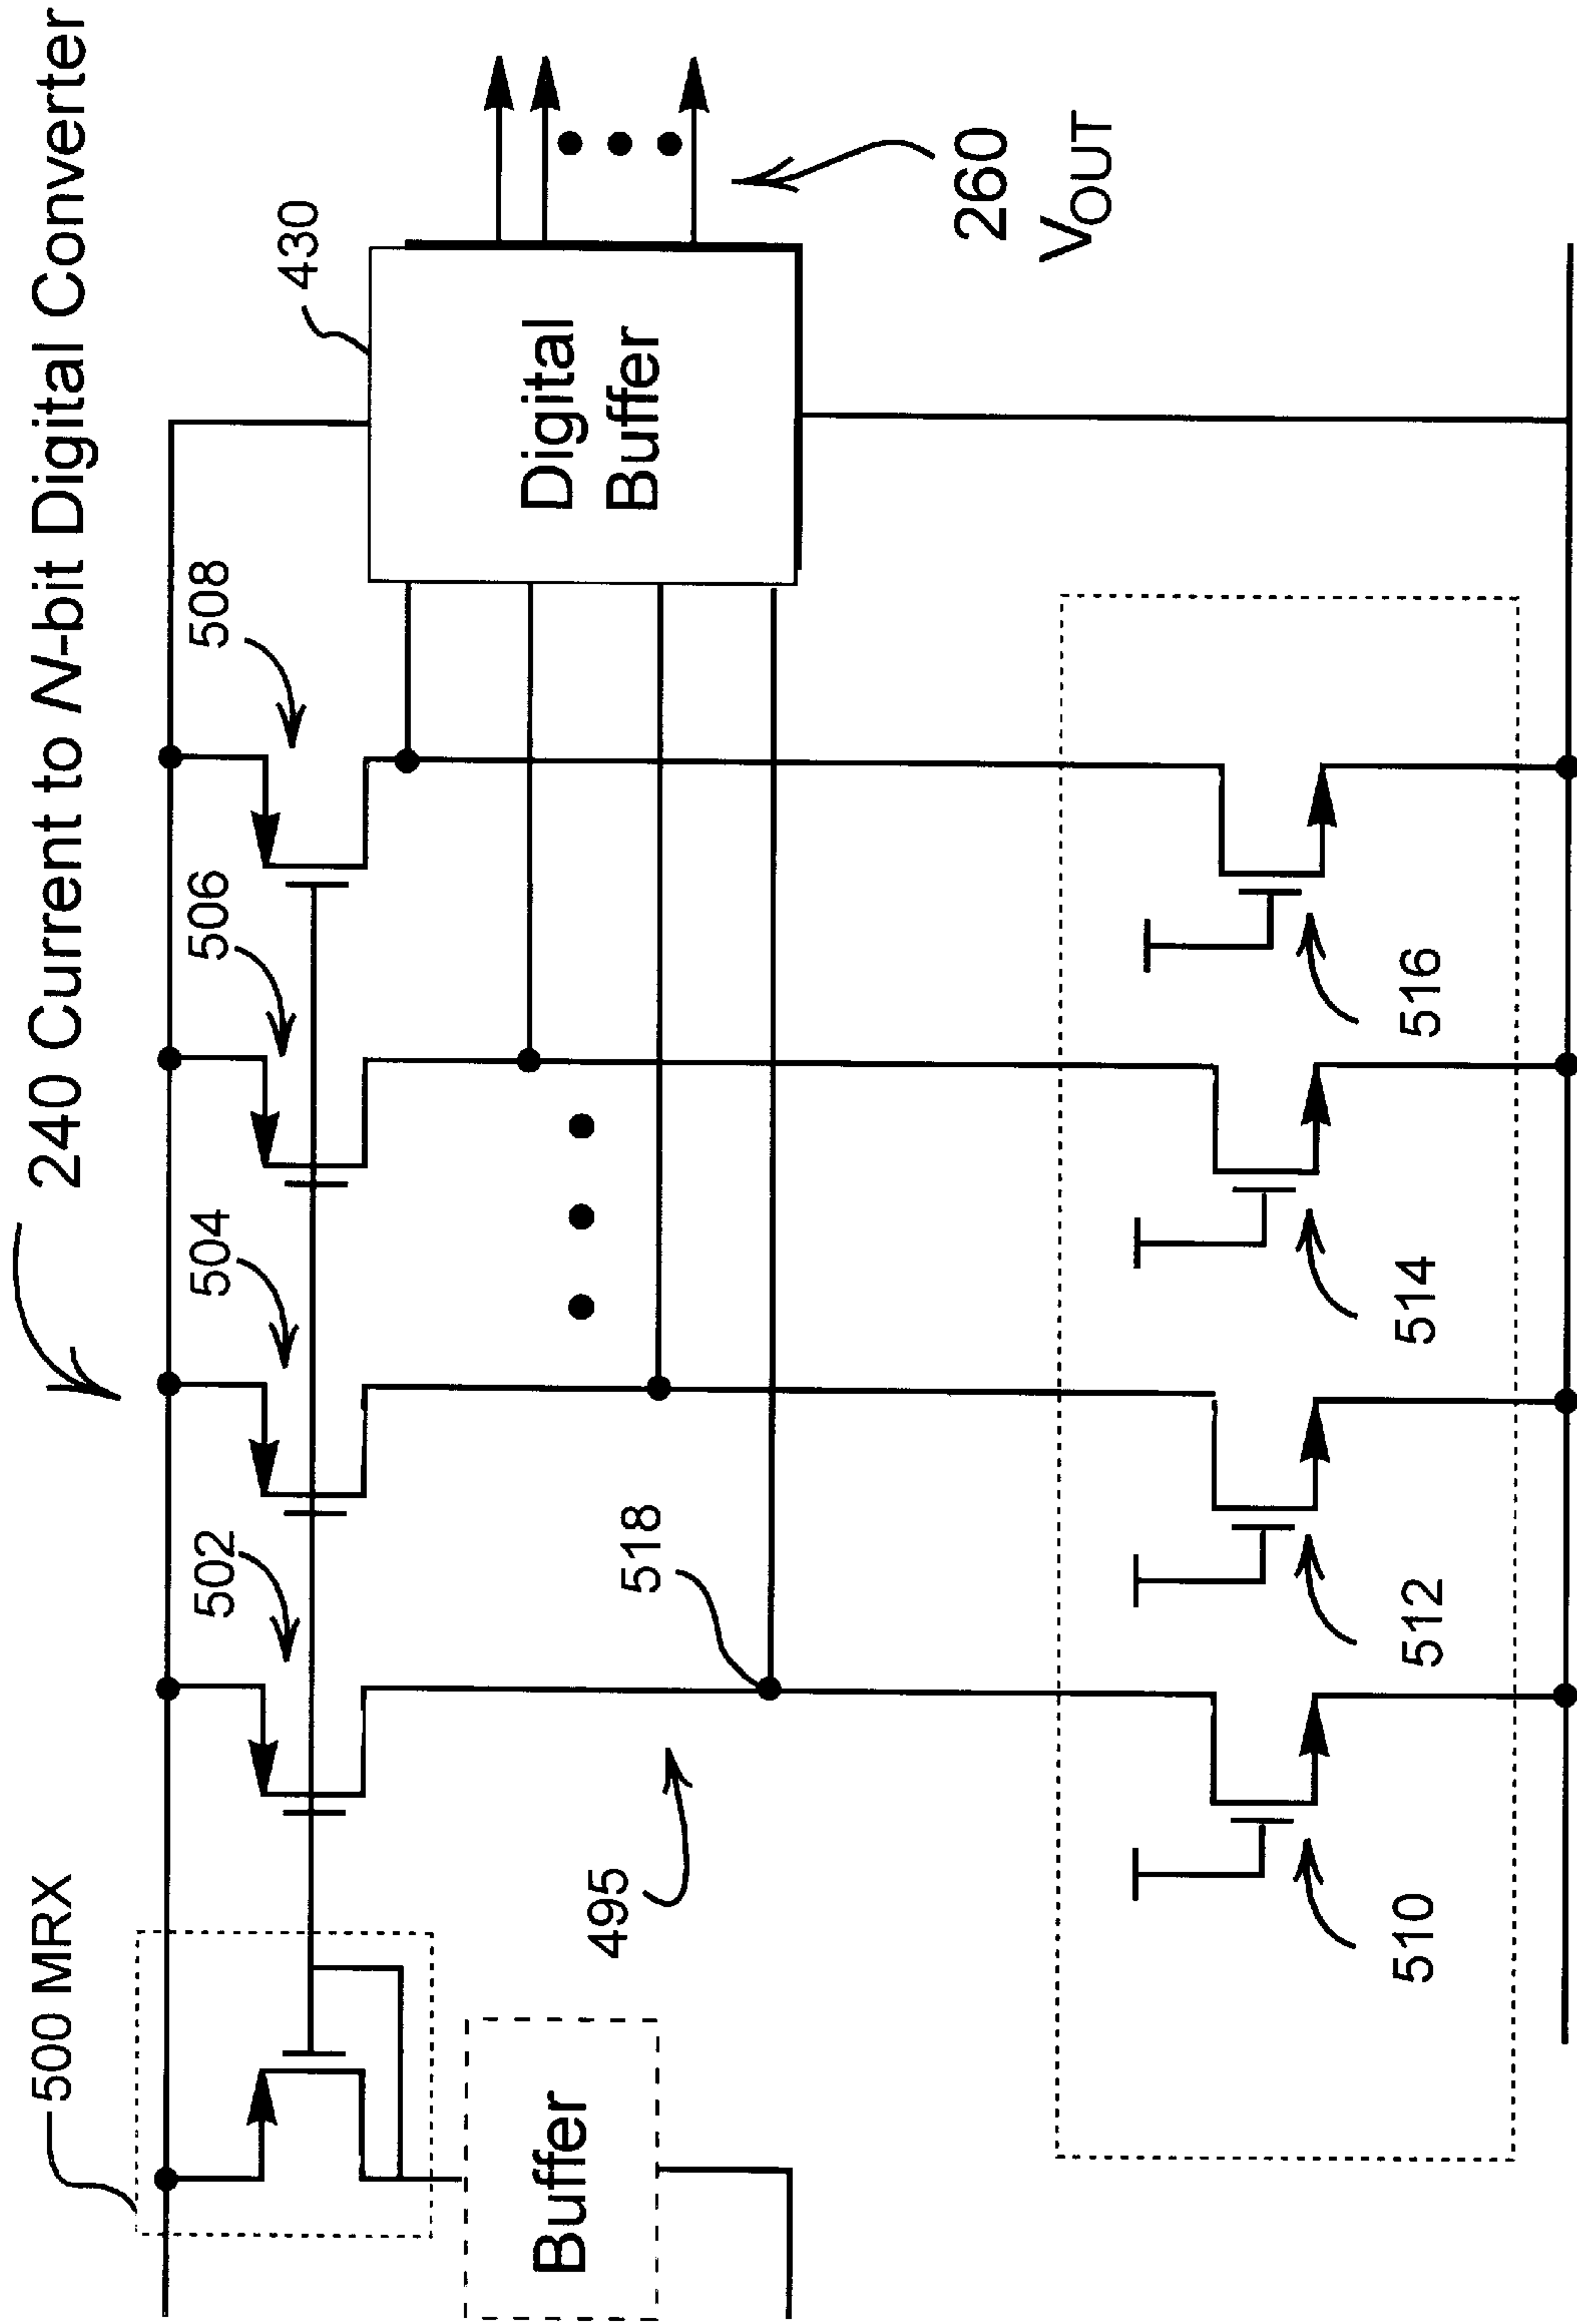 240 Current to N-bit Digital Converter
500 MRX
502
504
506
508
430
Buffer
495
518
Digital
Buffer
260
VOUT
510
512
514
516